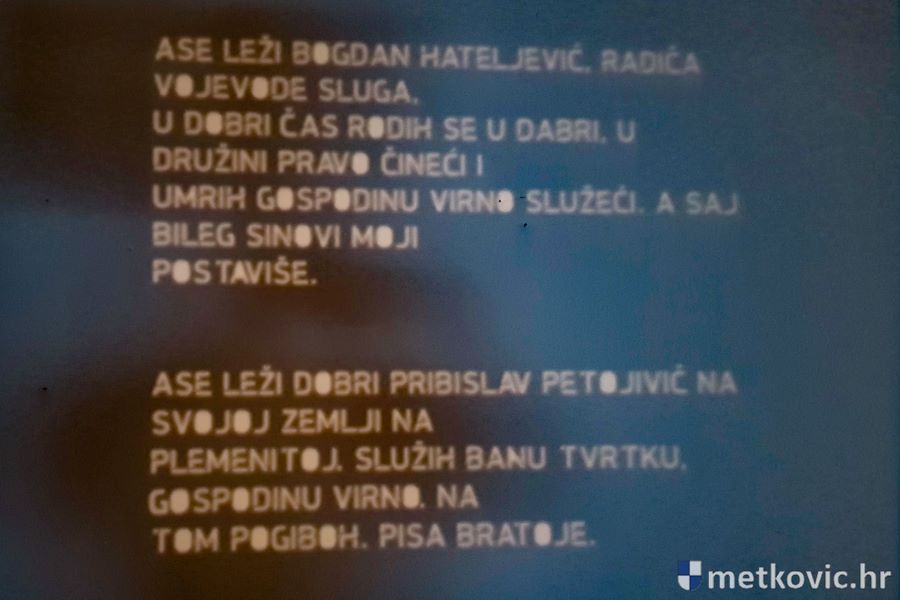 ASE LEŽI BOGDAN HATELJEVIĆ, RADIČA
VOJEVODE SLUGA,
U DOBRI ČAS RODIH SE U DABRI, U
DRUŽINI PRAVO ČINEĆI I
UMRIH GOSPODINU VIRNO SLUŽEĆI. A SAJ
BILEG SINOVI MOJI
POSTAVIŠE.
ASE LEŽI DOBRI PRIBISLAV PETOJIVIĆ NA
SVOJOJ ZEMLJI NA
PLEMENITOJ. SLUŽIH BANU TVRTKU,
GOSPODINU VIRNO. NA
TOM POGIBOH. PISA BRATOJE.
metkovic.hr